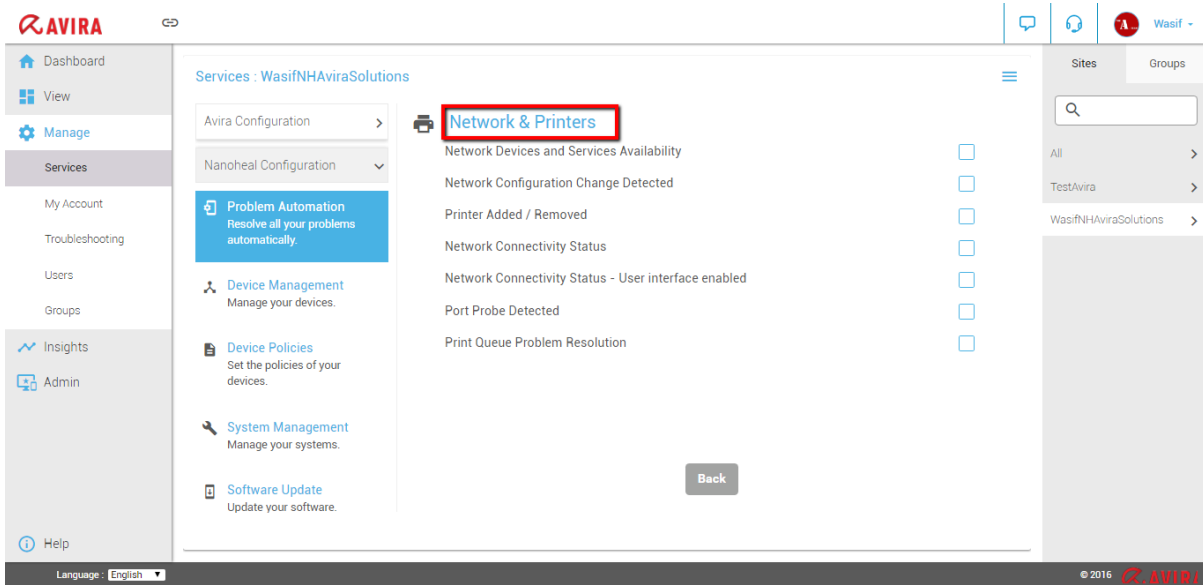 AVIRA
Wasif
Dashboard
View
Manage
Services
My Account
Troubleshooting
Users
Groups
Insights
Admin
Help
Services : WasifNHAviraSolutions
Avira Configuration
Nanoheal Configuration
Problem Automation
Resolve all your problems
automatically.
Device Management
Manage your devices.
Device Policies
Set the policies of your
devices.
System Management
Manage your systems.
Software Update
Update your software.
Network & Printers
Network Devices and Services Availability
Network Configuration Change Detected
Printer Added / Removed
Network Connectivity Status
Network Connectivity Status - User interface enabled
Port Probe Detected
Print Queue Problem Resolution
Back
Sites
Groups
All
TestAvira
WasifNHAviraSolutions
Language : English
© 2016 AVIRA